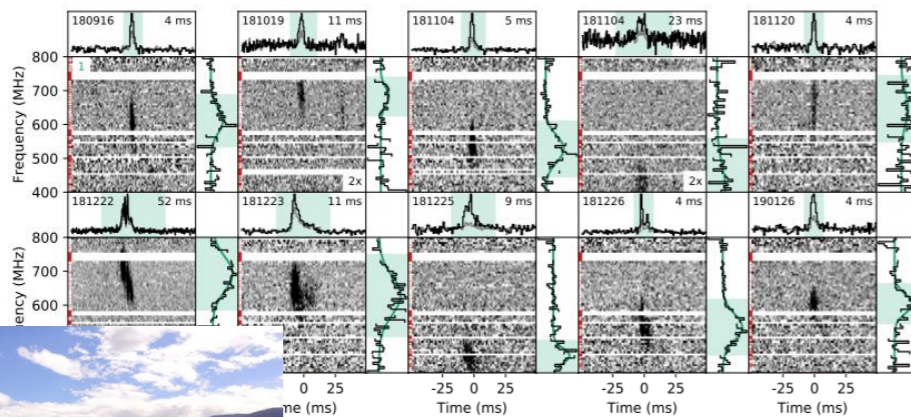 180916 4 ms 181019 11 ms 181104 5 ms 181104 23 ms 181120 4 ms
Frequency (MHz)
800
700
600
500
400
1
2x
2x
181222 52 ms 181223 11 ms 181225 9 ms 181226 4 ms 190126 4 ms
800
700
600
-25 0 25 -25 0 25 -25 0 25
0 25
Time (ms) Time (ms) Time (ms)